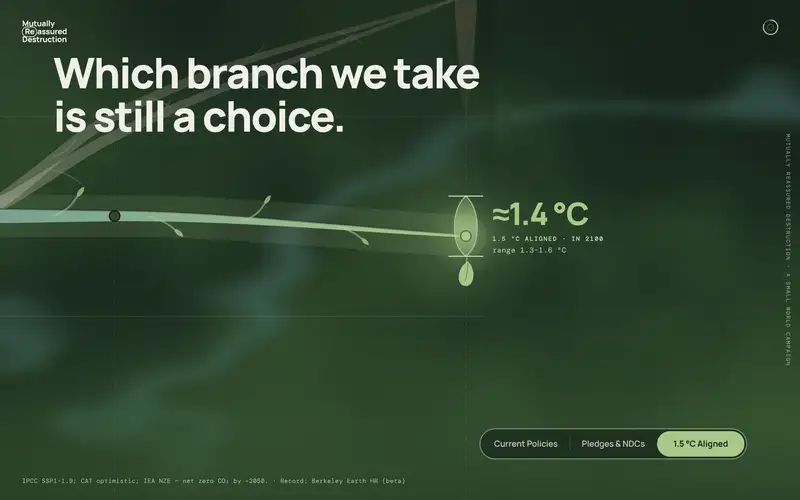 Mutually
(Re)assured
Destruction
Which branch we take
is still a choice.
≈1.4 °C
1.5 °C ALIGNED · IN 2100
range 1.3–1.6 °C
MUTUALLY REASSURED DESTRUCTION · A SMALL WORLD CAMPAIGN
Current Policies
Pledges & NDCs
1.5 °C Aligned
IPCC SSP1-1.9; CAT optimistic; IEA NZE — net zero CO₂ by ~2050. · Record: Berkeley Earth HR (beta)